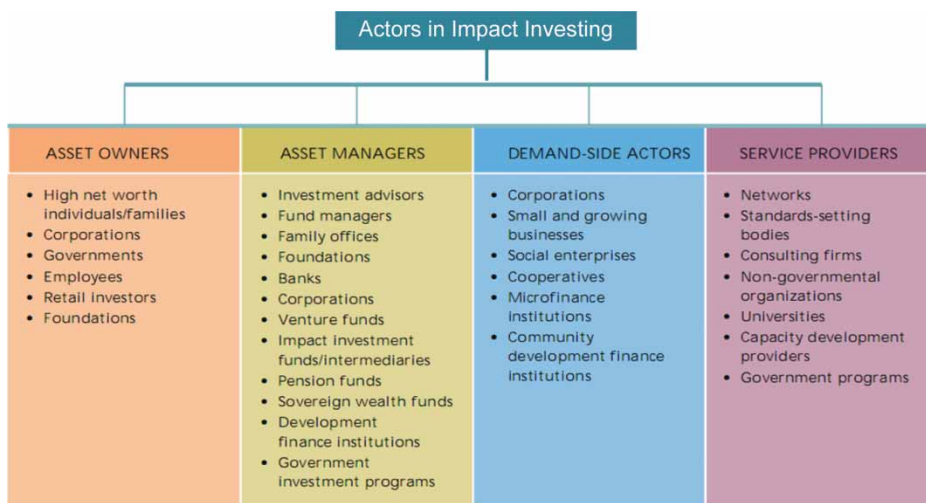 Actors in Impact Investing
ASSET OWNERS
• High net worth
individuals/families
• Corporations
• Governments
• Employees
• Retail investors
• Foundations
ASSET MANAGERS
• Investment advisors
• Fund managers
• Family offices
• Foundations
• Banks
• Corporations
• Venture funds
• Impact investment
funds/intermediaries
• Pension funds
• Sovereign wealth funds
• Development
finance institutions
• Government
investment programs
DEMAND-SIDE ACTORS
• Corporations
• Small and growing
businesses
• Social enterprises
• Cooperatives
• Microfinance
institutions
• Community
development finance
institutions
SERVICE PROVIDERS
• Networks
• Standards-setting
bodies
• Consulting firms
• Non-governmental
organizations
• Universities
• Capacity development
providers
• Government programs